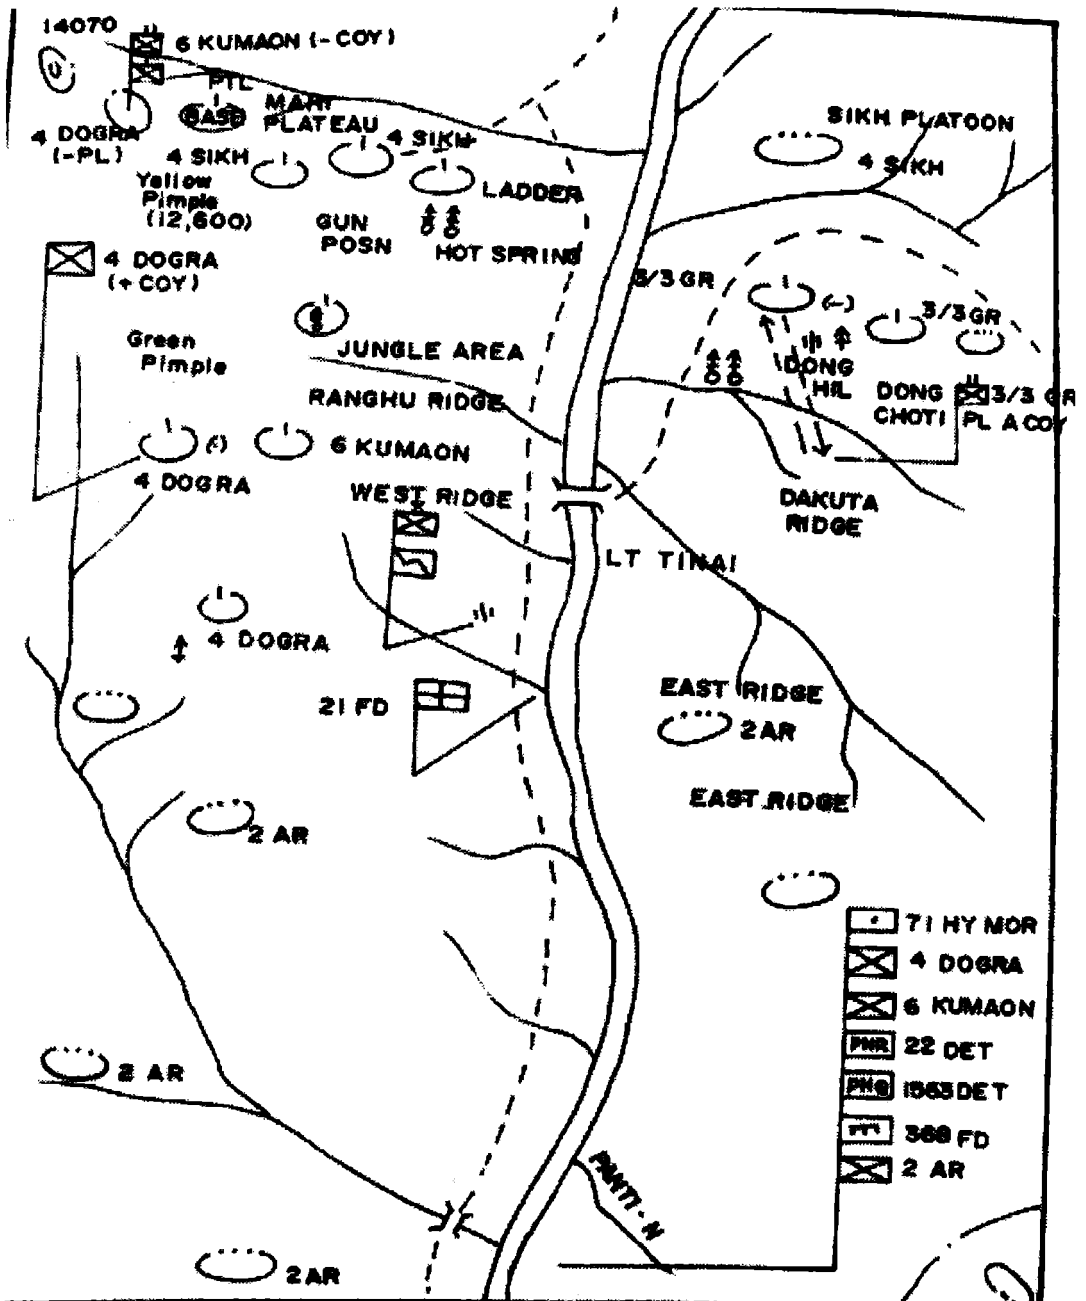 14070
6 KUMAON (-COY)
PTL
BASE
MARI
PLATEAU
4 DOGRA
(-PL)
4 SIKH
4 SIKH
Yellow
Pimple
(12,600)
LADDER
GUN
POSN
HOT SPRING
SIKH PLATOON
4 SIKH
4 DOGRA
(+COY)
3/3 GR
(-)
3/3 GR
Green
Pimple
JUNGLE AREA
RANGHU RIDGE
DONG
HIL
DONG
CHOTI
3/3 GR
PL A COY
(-)
6 KUMAON
4 DOGRA
WEST RIDGE
DAKUTA
RIDGE
LT TINAI
4 DOGRA
21 FD
EAST RIDGE
2 AR
EAST RIDGE
2 AR
71 HY MOR
4 DOGRA
6 KUMAON
PNR 22 DET
1563 DET
368 FD
2 AR
2 AR
PANTI-N
2 AR